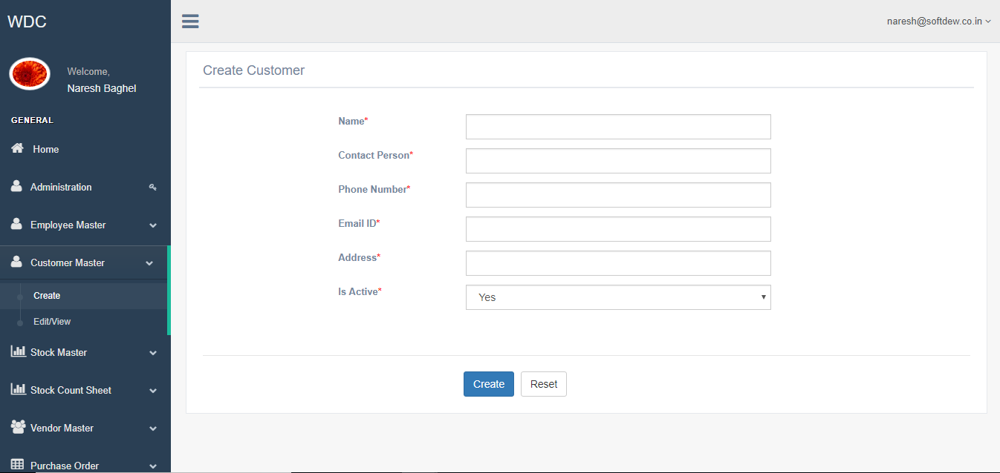 WDC
naresh@softdew.co.in
Welcome,
Naresh Baghel
GENERAL
Home
Administration
Employee Master
Customer Master
Create
Edit/View
Stock Master
Stock Count Sheet
Vendor Master
Purchase Order
Create Customer
Name*
Contact Person*
Phone Number*
Email ID*
Address*
Is Active*
Yes
Create
Reset